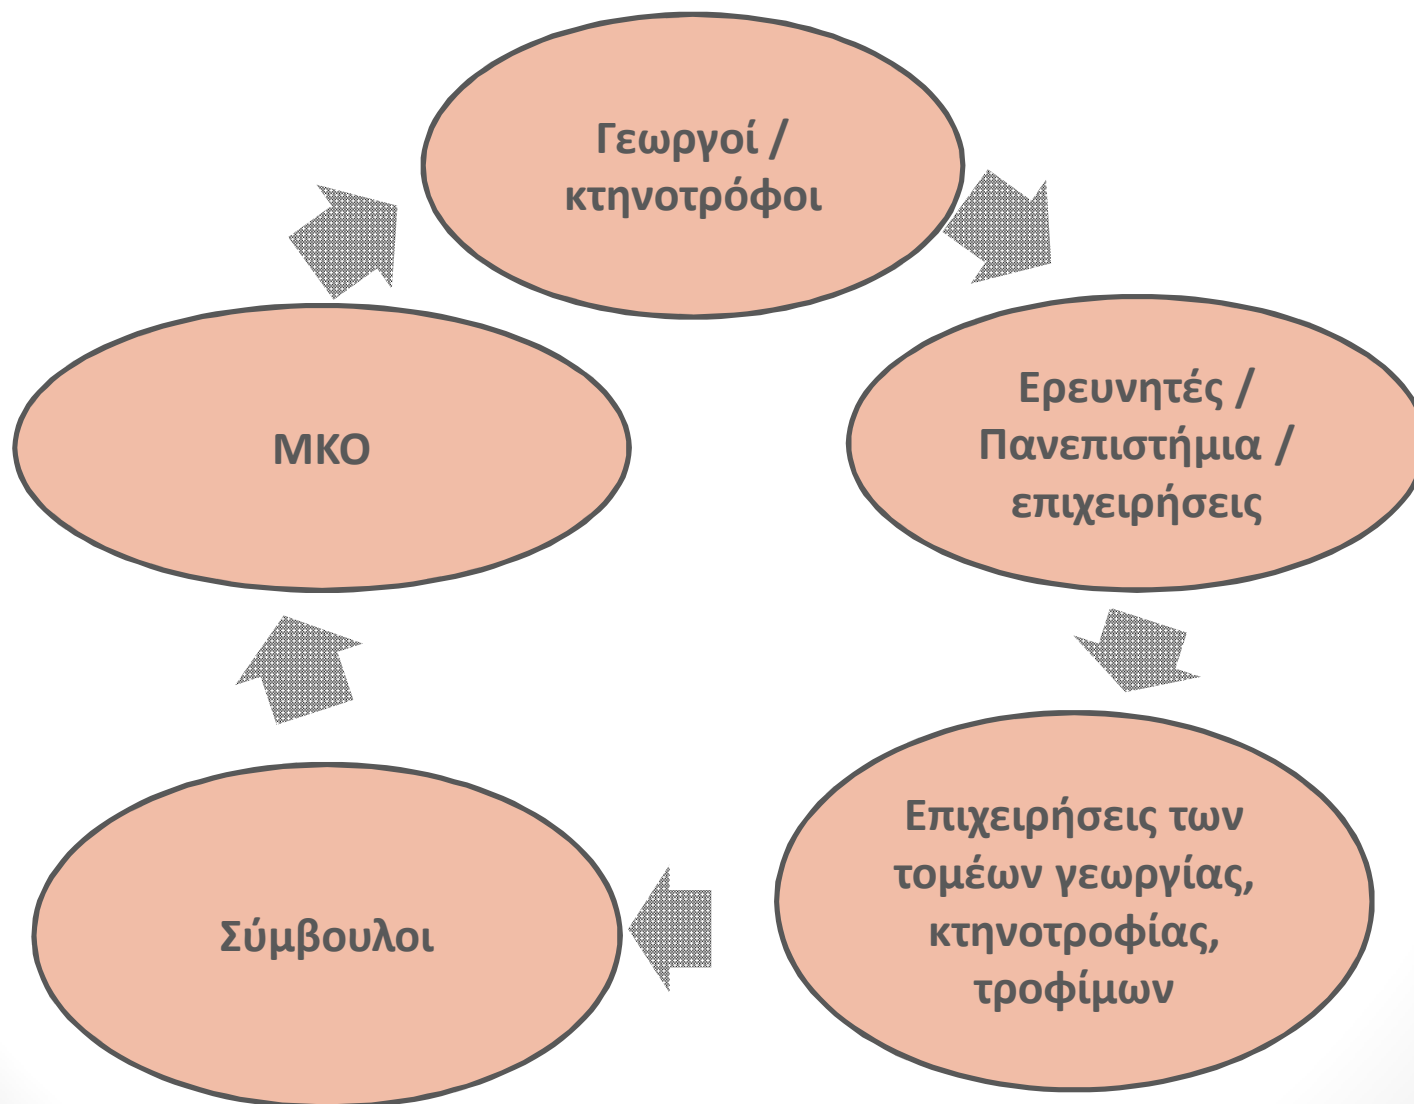 Γεωργοί /
κτηνοτρόφοι
Ερευνητές /
Πανεπιστήμια /
επιχειρήσεις
Επιχειρήσεις των
τομέων γεωργίας,
κτηνοτροφίας,
τροφίμων
Σύμβουλοι
ΜΚΟ